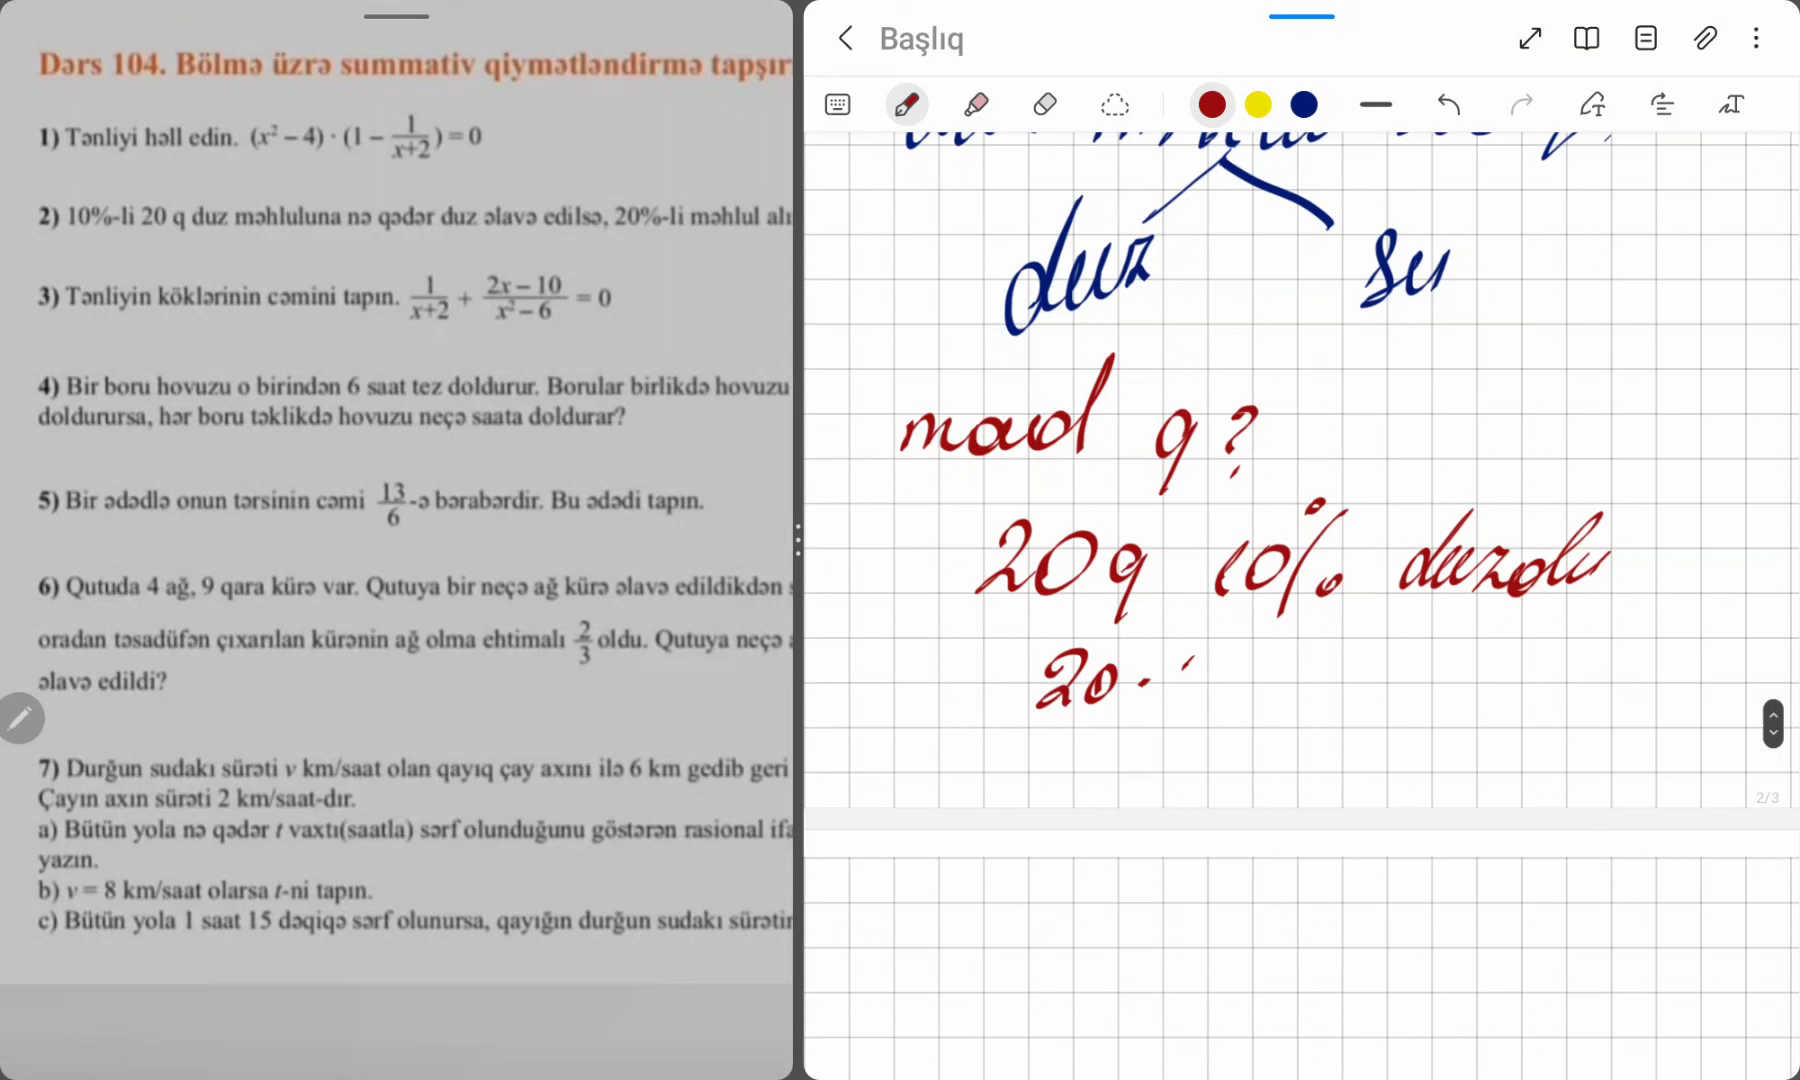 Dərs 104. Bölmə üzrə summativ qiymətləndirmə tapşır
1) Tənliyi həll edin. (x² – 4) · (1 – 1/(x+2)) = 0
2) 10%-li 20 q duz məhluluna nə qədər duz əlavə edilsə, 20%-li məhlul alı
3) Tənliyin köklərinin cəmini tapın. 1/(x+2) + (2x – 10)/(x² – 6) = 0
4) Bir boru hovuzu o birindən 6 saat tez doldurur. Borular birlikdə hovuzu
doldurursa, hər boru təklikdə hovuzu neçə saata doldurar?
5) Bir ədədlə onun tərsinin cəmi 13/6-ə bərabərdir. Bu ədədi tapın.
6) Qutuda 4 ağ, 9 qara kürə var. Qutuya bir neçə ağ kürə əlavə edildikdən
oradan təsadüfən çıxarılan kürənin ağ olma ehtimalı 2/3 oldu. Qutuya neçə
əlavə edildi?
7) Durğun sudakı sürəti v km/saat olan qayıq çay axını ilə 6 km gedib geri
Çayın axın sürəti 2 km/saat-dır.
a) Bütün yola nə qədər t vaxtı(saatla) sərf olunduğunu göstərən rasional ifa
yazın.
b) v = 8 km/saat olarsa t-ni tapın.
c) Bütün yola 1 saat 15 dəqiqə sərf olunursa, qayığın durğun sudakı sürətin
Başlıq
duz su
q?
20q 10% duzdu
20 ·
2/3